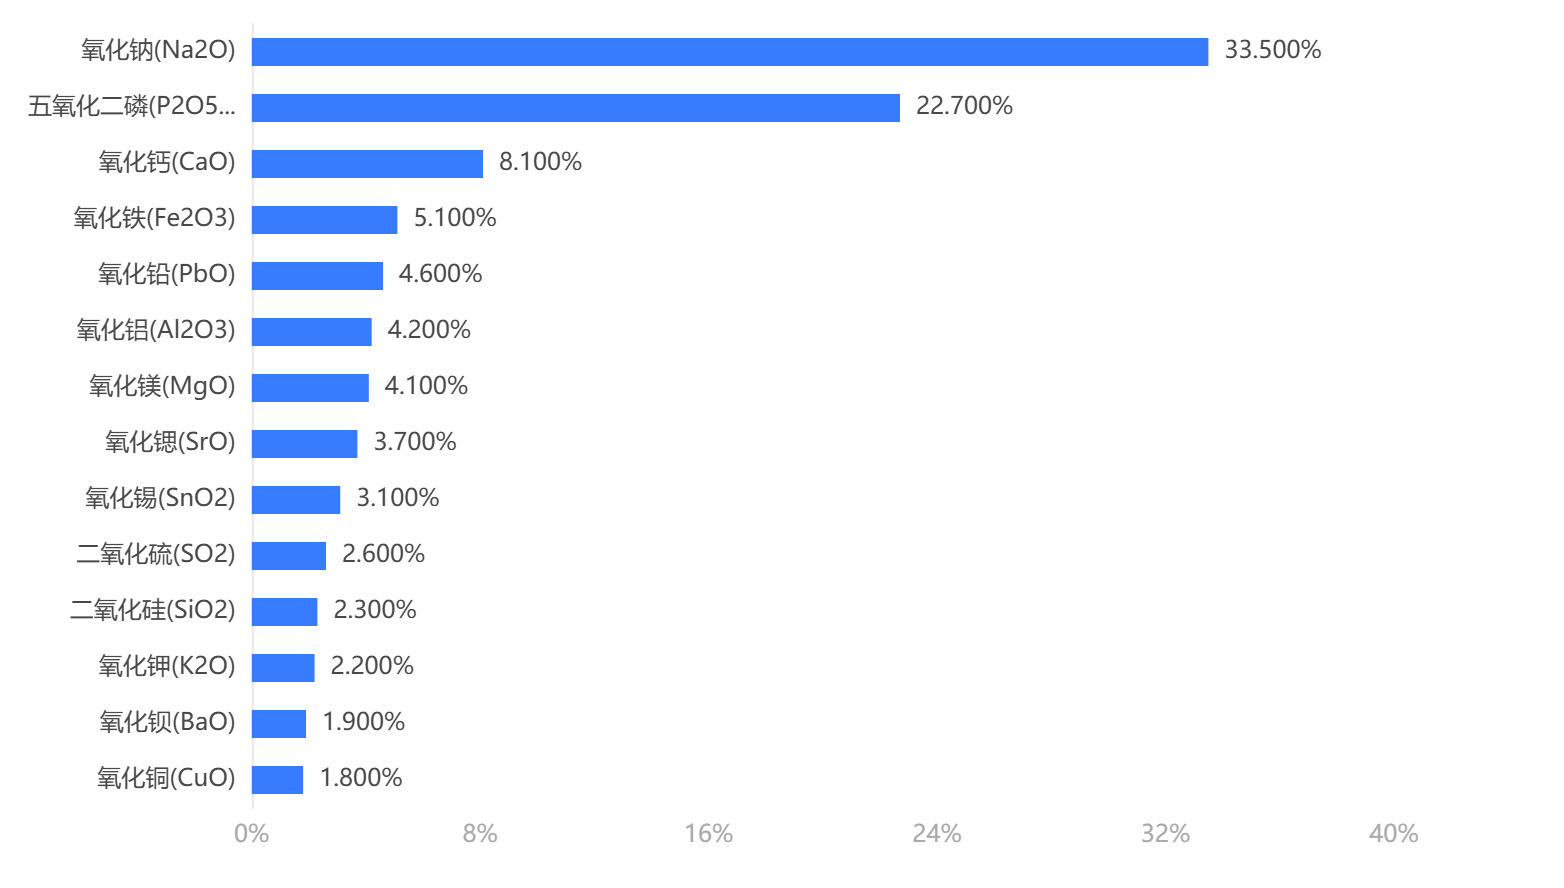 氧化钠(Na2O) 33.500%
五氧化二磷(P2O5... 22.700%
氧化钙(CaO) 8.100%
氧化铁(Fe2O3) 5.100%
氧化铅(PbO) 4.600%
氧化铝(Al2O3) 4.200%
氧化镁(MgO) 4.100%
氧化锶(SrO) 3.700%
氧化锡(SnO2) 3.100%
二氧化硫(SO2) 2.600%
二氧化硅(SiO2) 2.300%
氧化钾(K2O) 2.200%
氧化钡(BaO) 1.900%
氧化铜(CuO) 1.800%
0% 8% 16% 24% 32% 40%